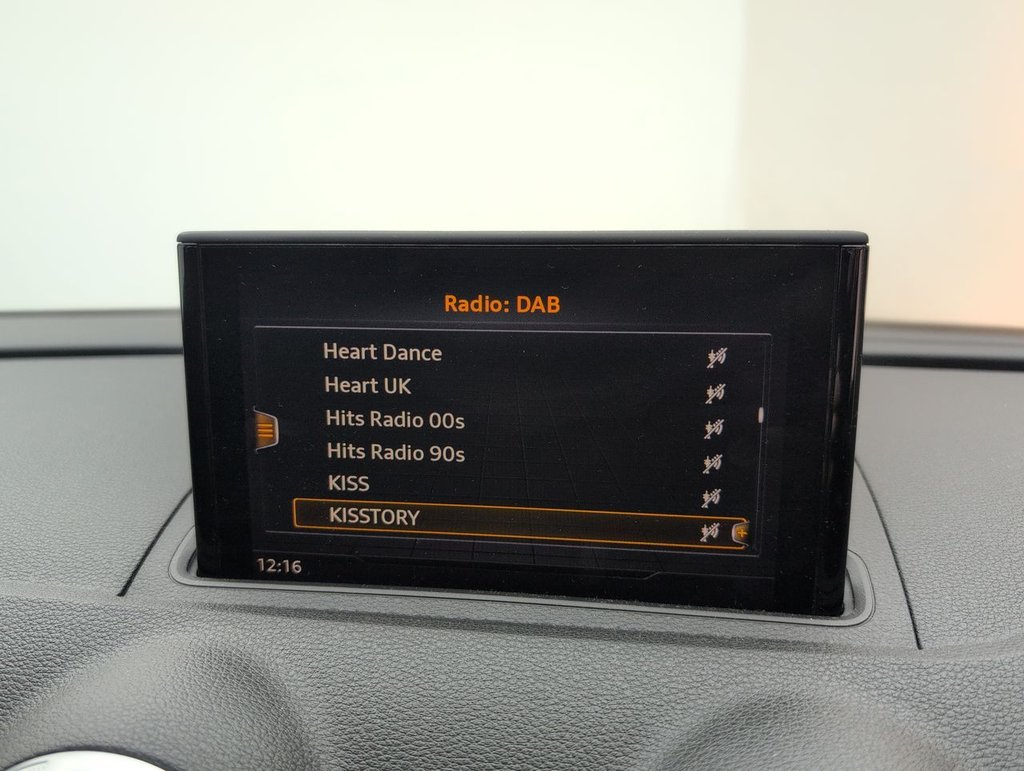 Radio: DAB
Heart Dance
Heart UK
Hits Radio 00s
Hits Radio 90s
KISS
KISSTORY
12:16